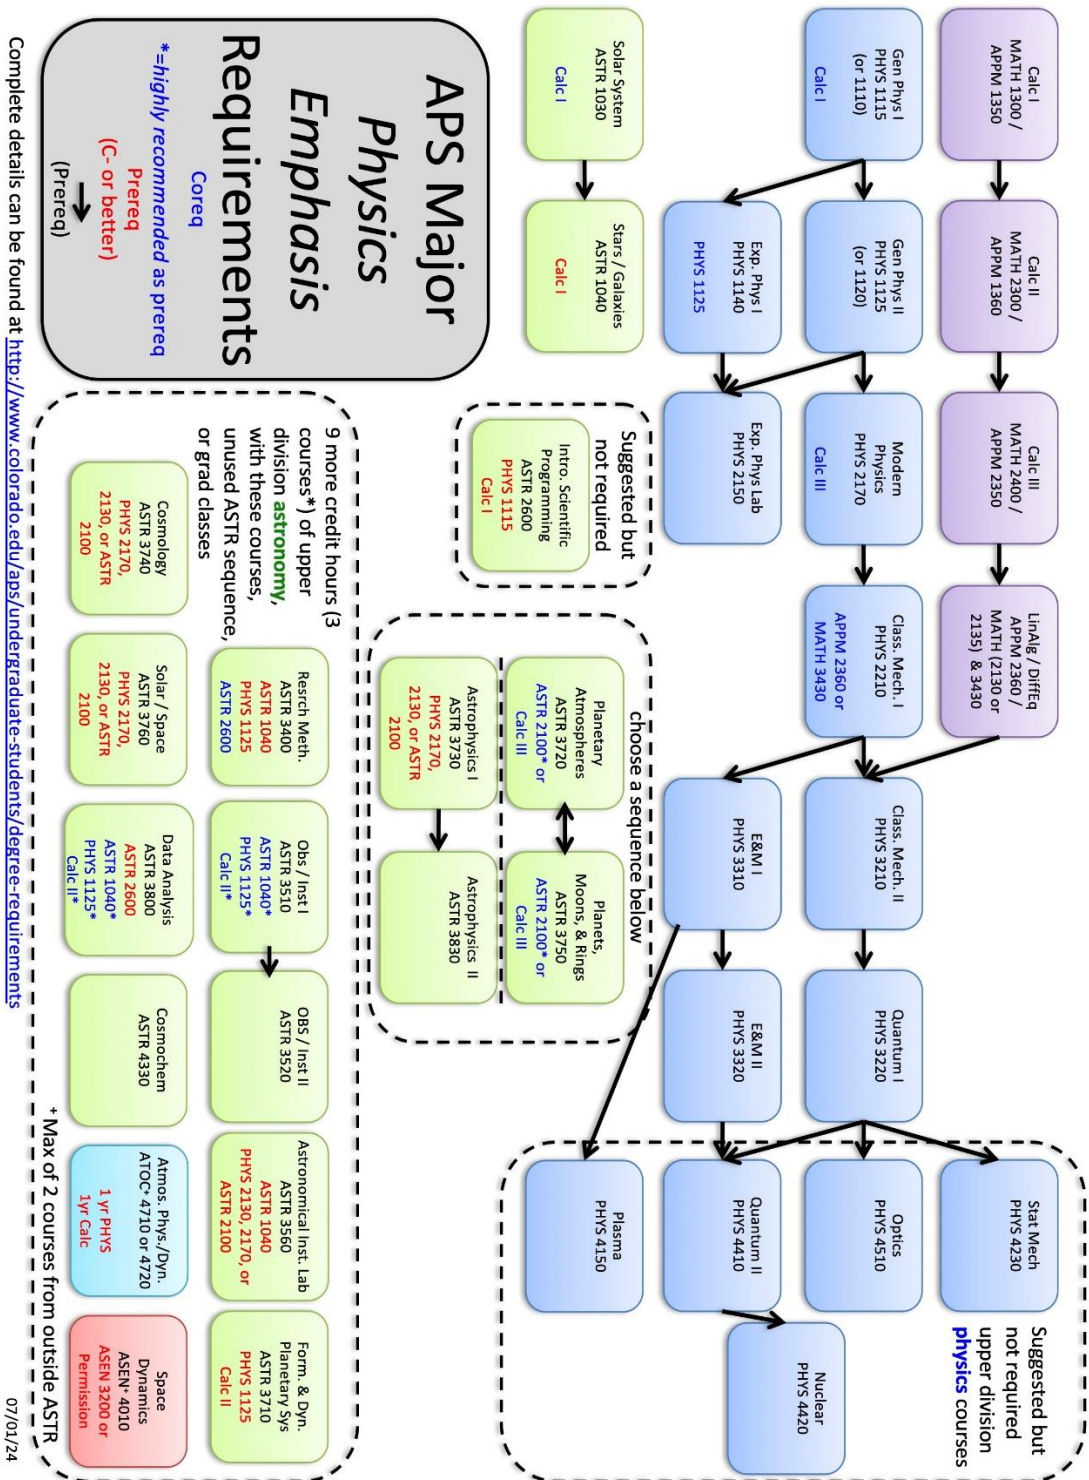 Calc I
MATH 1300 /
APPM 1350
Calc II
MATH 2300 /
APPM 1360
Calc III
MATH 2400 /
APPM 2350
LinAlg / DiffEq
APPM 2360 /
MATH (2130 or
2135) & 3430
Gen Phys I
PHYS 1115
(or 1110)
Calc I
Gen Phys II
PHYS 1125
(or 1120)
Modern
Physics
PHYS 2170
Calc III
Class. Mech. I
PHYS 2210
APPM 2360 or
MATH 3430
Class. Mech. II
PHYS 3210
Quantum I
PHYS 3220
Exp. Phys I
PHYS 1140
PHYS 1125
Exp. Phys Lab
PHYS 2150
E&M I
PHYS 3310
E&M II
PHYS 3320
Suggested but
not required
upper division
physics courses
Stat Mech
PHYS 4230
Optics
PHYS 4510
Quantum II
PHYS 4410
Nuclear
PHYS 4420
Plasma
PHYS 4150
Solar System
ASTR 1030
Calc I
Stars / Galaxies
ASTR 1040
Calc I
Suggested but
not required
Intro. Scientific
Programming
ASTR 2600
PHYS 1115
Calc I
choose a sequence below
Planetary
Atmospheres
ASTR 3720
ASTR 2100* or
Calc III
Planets,
Moons, & Rings
ASTR 3750
ASTR 2100* or
Calc III
Astrophysics I
ASTR 3730
PHYS 2170,
2130, or ASTR
2100
Astrophysics II
ASTR 3830
APS Major
Physics
Emphasis
Requirements
Coreq
*=highly recommended as prereq
Prereq
(C- or better)
(Prereq)
9 more credit hours (3
courses*) of upper
division astronomy,
with these courses,
unused ASTR sequence,
or grad classes
Resrch Meth.
ASTR 3400
ASTR 1040
PHYS 1125
ASTR 2600
Obs / Inst I
ASTR 3510
ASTR 1040*
PHYS 1125*
Calc II*
OBS / Inst II
ASTR 3520
Astronomical Inst. Lab
ASTR 3560
ASTR 1040
PHYS 2130, 2170, or
ASTR 2100
Form. & Dyn.
Planetary Sys
ASTR 3710
PHYS 1125
Calc II
Cosmology
ASTR 3740
PHYS 2170,
2130, or ASTR
2100
Solar / Space
ASTR 3760
PHYS 2170,
2130, or ASTR
2100
Data Analysis
ASTR 3800
ASTR 2600
ASTR 1040*
PHYS 1125*
Calc II*
Cosmochem
ASTR 4330
Atmos. Phys./Dyn.
ATOC⁺ 4710 or 4720
1 yr PHYS
1yr Calc
Space
Dynamics
ASEN⁺ 4010
ASEN 3200 or
Permission
⁺ Max of 2 courses from outside ASTR
Complete details can be found at http://www.colorado.edu/aps/undergraduate-students/degree-requirements
07/01/24